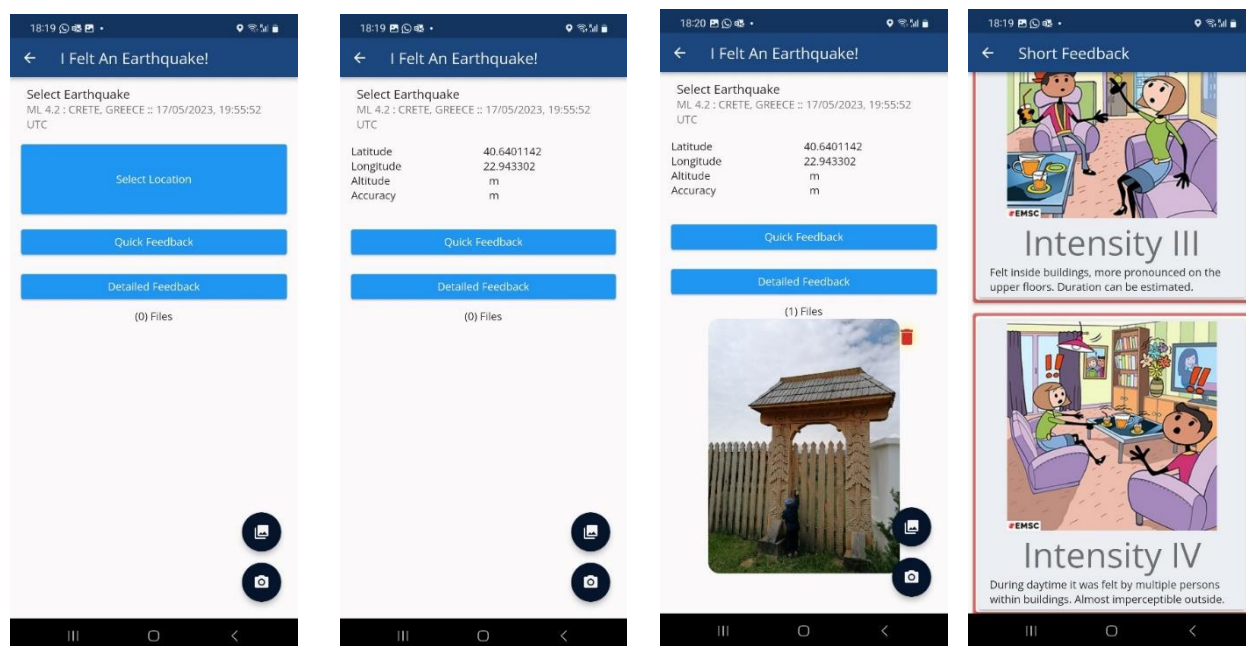 18:19
I Felt An Earthquake!
Select Earthquake
ML 4.2 : CRETE, GREECE :: 17/05/2023, 19:55:52
UTC
Select Location
Quick Feedback
Detailed Feedback
(0) Files
18:19
I Felt An Earthquake!
Select Earthquake
ML 4.2 : CRETE, GREECE :: 17/05/2023, 19:55:52
UTC
Latitude 40.6401142
Longitude 22.943302
Altitude m
Accuracy m
Quick Feedback
Detailed Feedback
(0) Files
18:20
I Felt An Earthquake!
Select Earthquake
ML 4.2 : CRETE, GREECE :: 17/05/2023, 19:55:52
UTC
Latitude 40.6401142
Longitude 22.943302
Altitude m
Accuracy m
Quick Feedback
Detailed Feedback
(1) Files
18:19
Short Feedback
EMSC
Intensity III
Felt inside buildings, more pronounced on the
upper floors. Duration can be estimated.
!!
!!
EMSC
Intensity IV
During daytime it was felt by multiple persons
within buildings. Almost imperceptible outside.